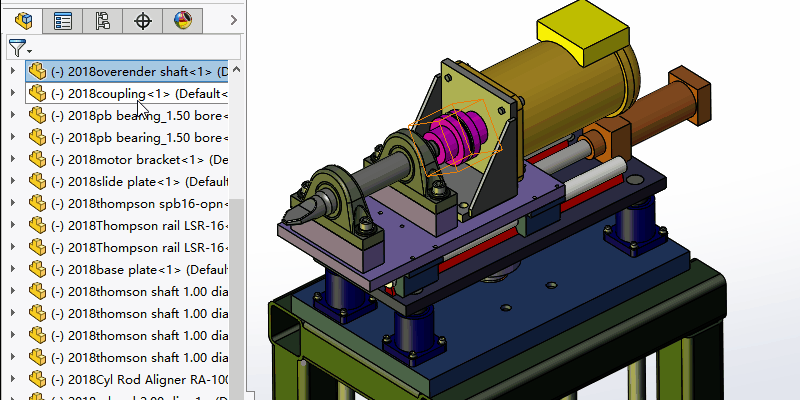 (-) 2018overender shaft<1> (D
(-) 2018coupling<1> (Default<
(-) 2018pb bearing_1.50 bore<
(-) 2018pb bearing_1.50 bore<
(-) 2018motor bracket<1> (De
(-) 2018slide plate<1> (Default
(-) 2018thompson spb16-opn<
(-) 2018Thompson rail LSR-16<
(-) 2018Thompson rail LSR-16<
(-) 2018base plate<1> (Defaul
(-) 2018thomson shaft 1.00 dia
(-) 2018thomson shaft 1.00 dia
(-) 2018thomson shaft 1.00 dia
(-) 2018thomson shaft 1.00 dia
(-) 2018Cyl Rod Aligner RA-100